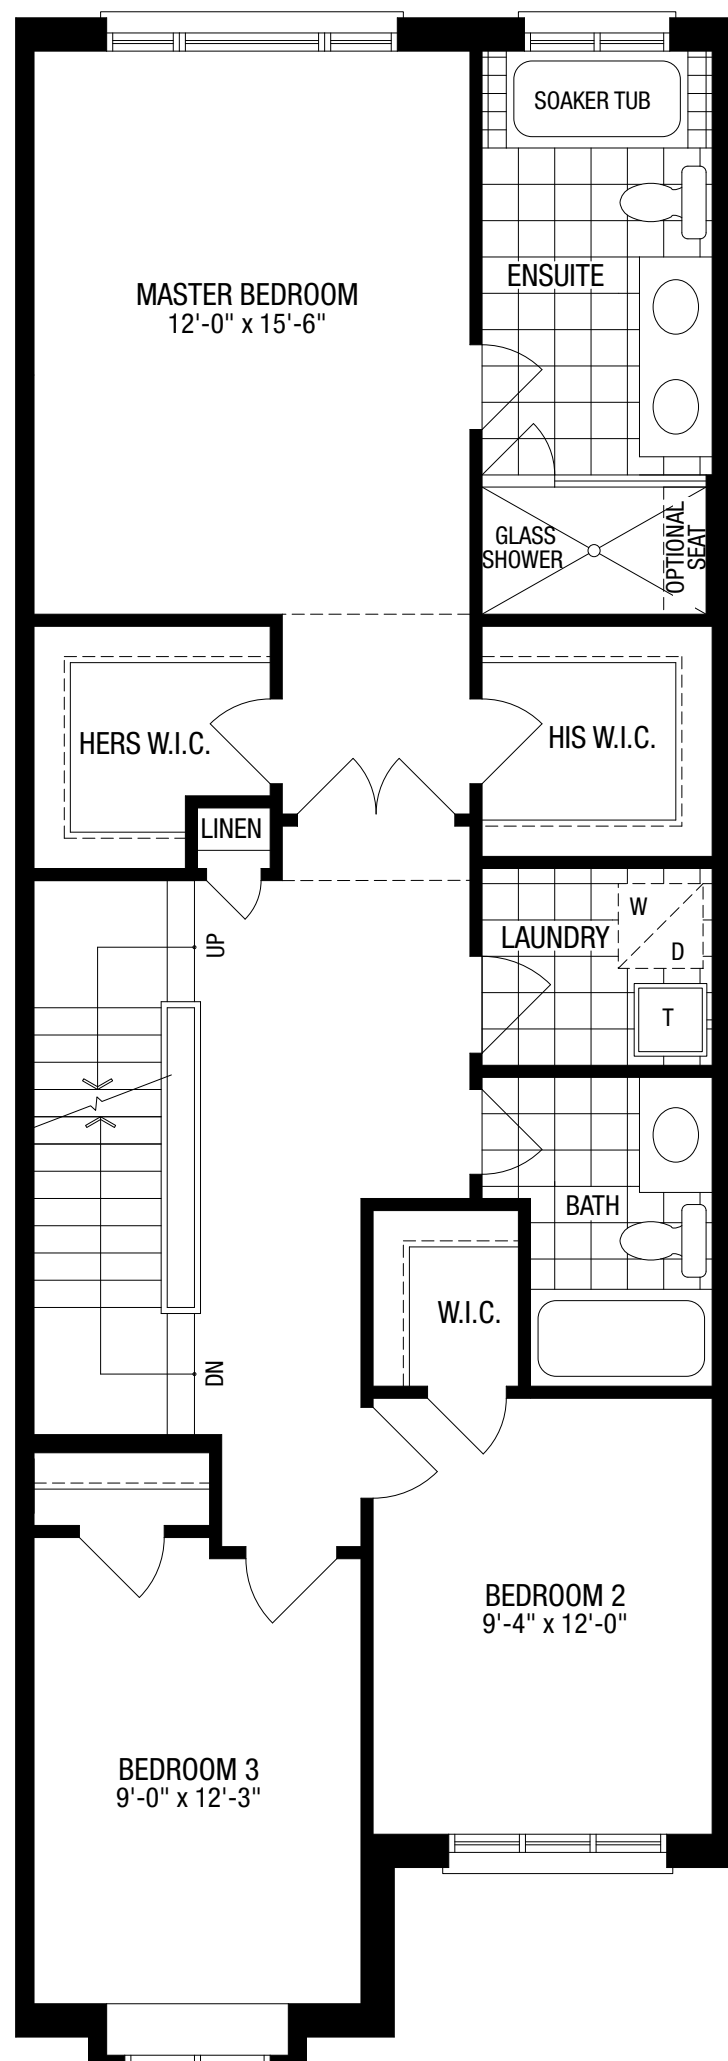 SOAKER TUB
ENSUITE
MASTER BEDROOM
12'-0" x 15'-6"
GLASS
SHOWER
OPTIONAL
SEAT
HERS W.I.C.
HIS W.I.C.
LINEN
W
D
LAUNDRY
UP
T
BATH
W.I.C.
DN
BEDROOM 2
9'-4" x 12'-0"
BEDROOM 3
9'-0" x 12'-3"